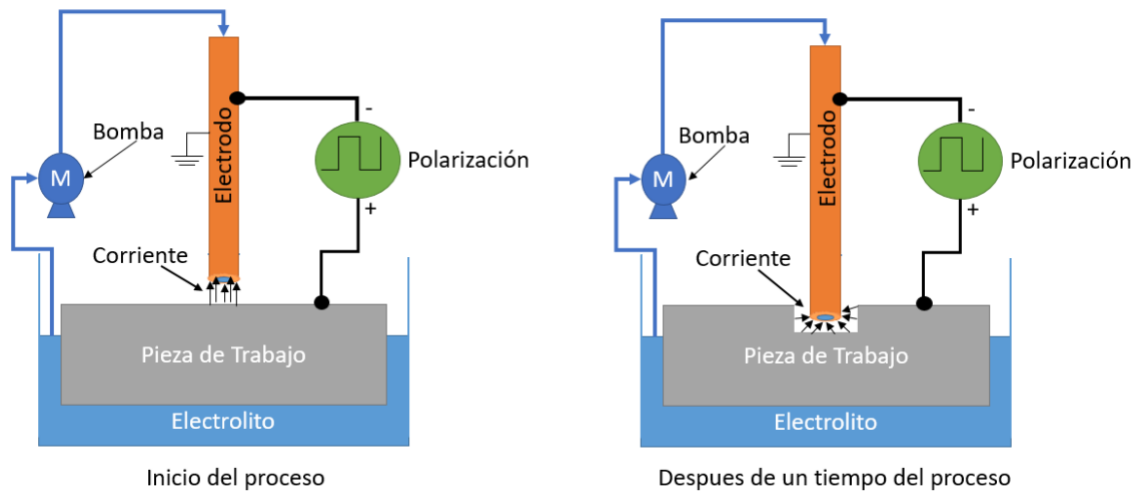 Electrodo
-
Bomba
M
Polarización
+
Corriente
Pieza de Trabajo
Electrolito
Inicio del proceso
Electrodo
-
Bomba
M
Polarización
+
Corriente
Pieza de Trabajo
Electrolito
Despues de un tiempo del proceso